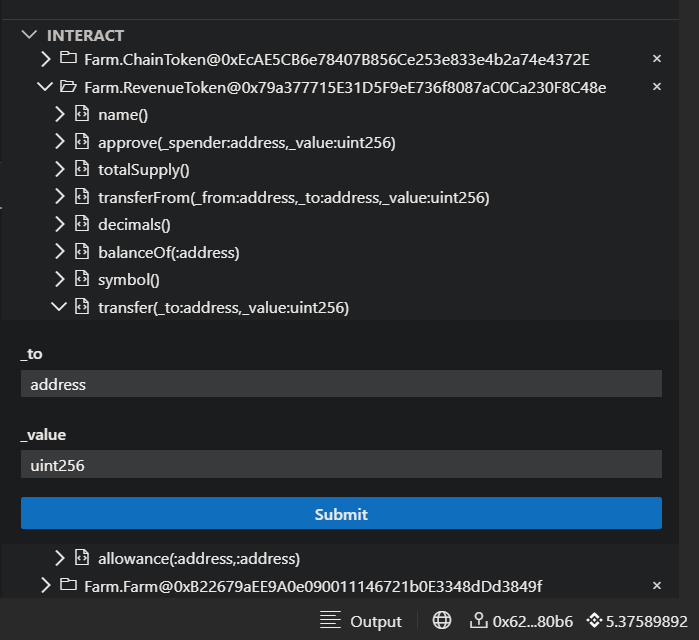 INTERACT
Farm.ChainToken@0xEcAE5CB6e78407B856Ce253e833e4b2a74e4372E
Farm.RevenueToken@0x79a377715E31D5F9eE736f8087aC0Ca230F8C48e
name()
approve(_spender:address,_value:uint256)
totalSupply()
transferFrom(_from:address,_to:address,_value:uint256)
decimals()
balanceOf(:address)
symbol()
transfer(_to:address,_value:uint256)
_to
address
_value
uint256
Submit
allowance(:address,:address)
Farm.Farm@0xB22679aEE9A0e090011146721b0E3348dDd3849f
Output 0x62...80b6 5.37589892